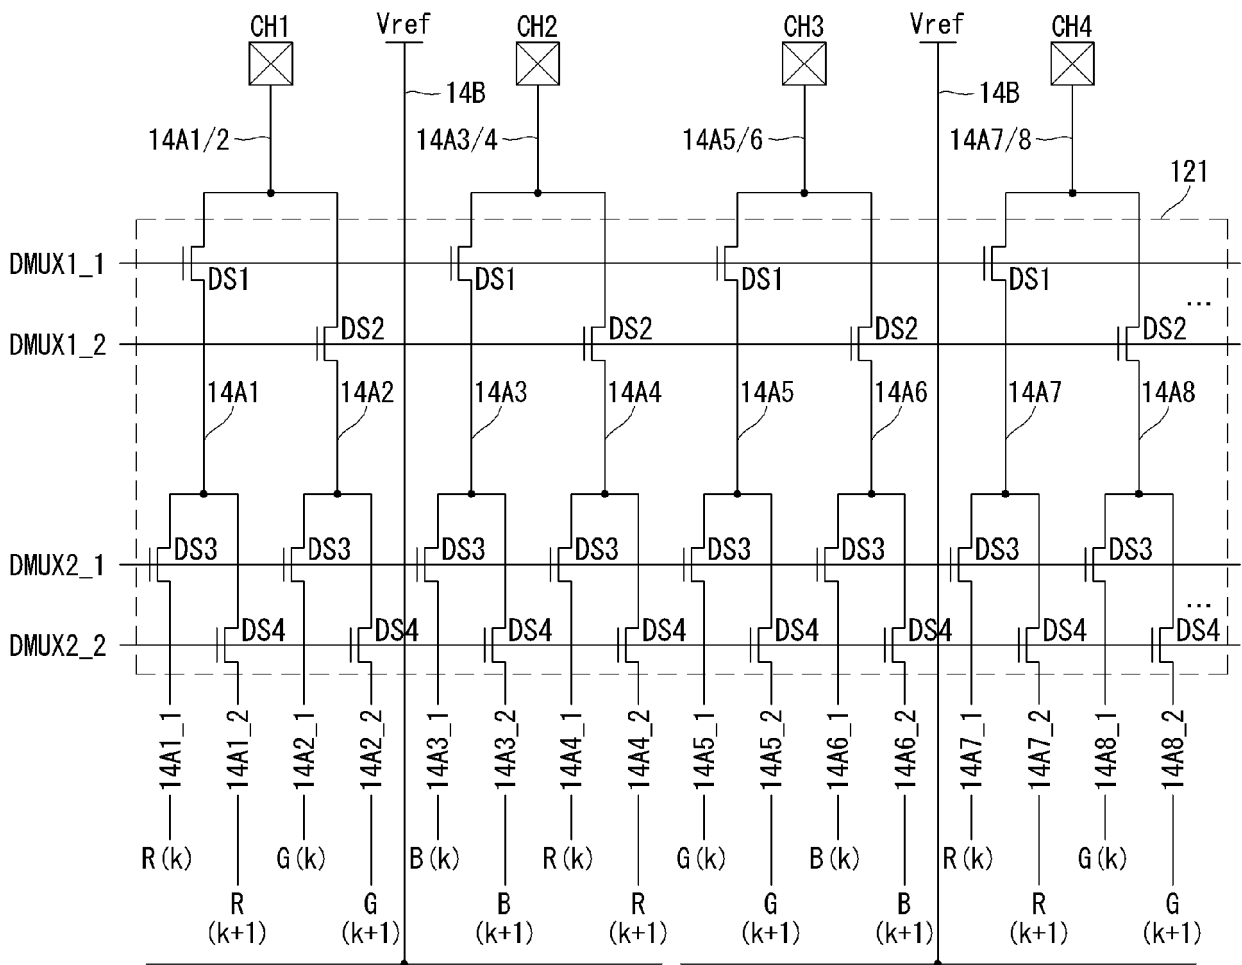 CH1 Vref CH2 CH3 Vref CH4
14B 14B
14A1/2 14A3/4 14A5/6 14A7/8
121
DMUX1_1
DS1 DS1 DS1 DS1
...
DMUX1_2 DS2 DS2 DS2 DS2
14A1 14A2 14A3 14A4 14A5 14A6 14A7 14A8
DMUX2_1 DS3 DS3 DS3 DS3 DS3 DS3 DS3 DS3
...
DMUX2_2 DS4 DS4 DS4 DS4 DS4 DS4 DS4 DS4
14A1_1 14A1_2 14A2_1 14A2_2 14A3_1 14A3_2 14A4_1 14A4_2 14A5_1 14A5_2 14A6_1 14A6_2 14A7_1 14A7_2 14A8_1 14A8_2
R(k) G(k) B(k) R(k) G(k) B(k) R(k) G(k)
R G B R G B R G
(k+1) (k+1) (k+1) (k+1) (k+1) (k+1) (k+1) (k+1)